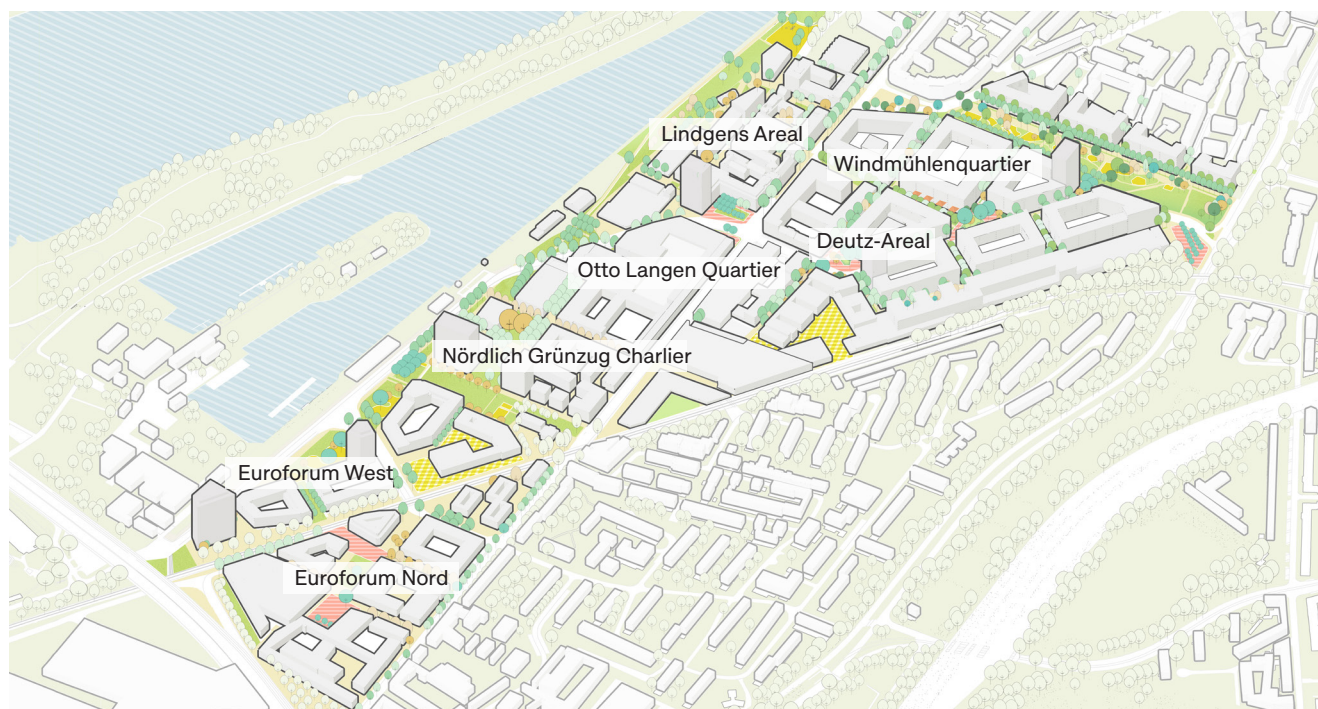 Lindgens Areal
Windmühlenquartier
Deutz-Areal
Otto Langen Quartier
Nördlich Grünzug Charlier
Euroforum West
Euroforum Nord